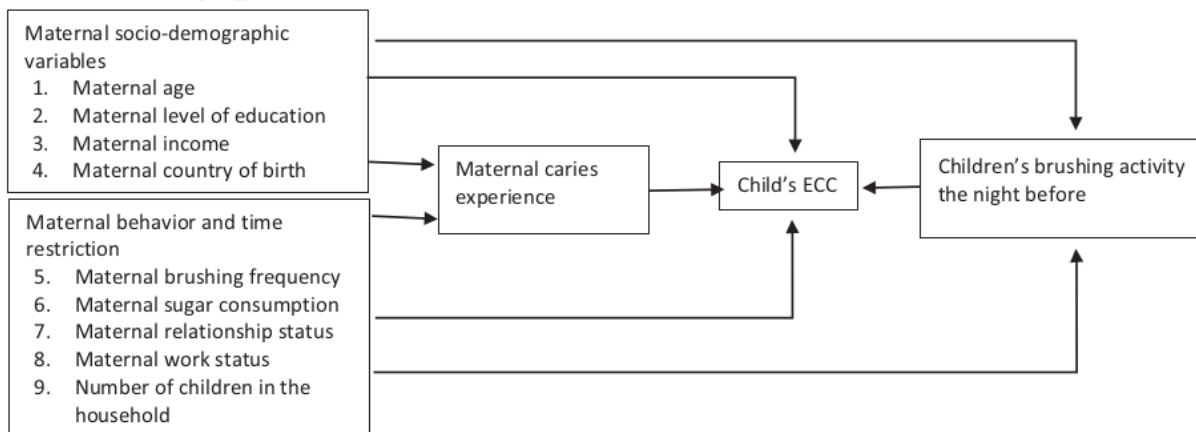 Maternal socio-demographic
variables
1. Maternal age
2. Maternal level of education
3. Maternal income
4. Maternal country of birth
Maternal behavior and time
restriction
5. Maternal brushing frequency
6. Maternal sugar consumption
7. Maternal relationship status
8. Maternal work status
9. Number of children in the
household
Maternal caries
experience
Child's ECC
Children's brushing activity
the night before